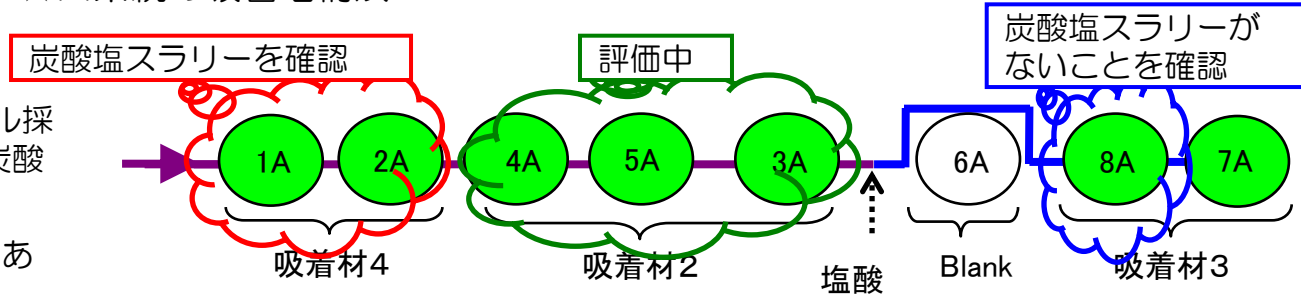 炭酸塩スラリーを確認
評価中
炭酸塩スラリーが
ないことを確認
ル採
炭酸
あ
1A
2A
4A
5A
3A
6A
8A
7A
吸着材4
吸着材2
塩酸
Blank
吸着材3